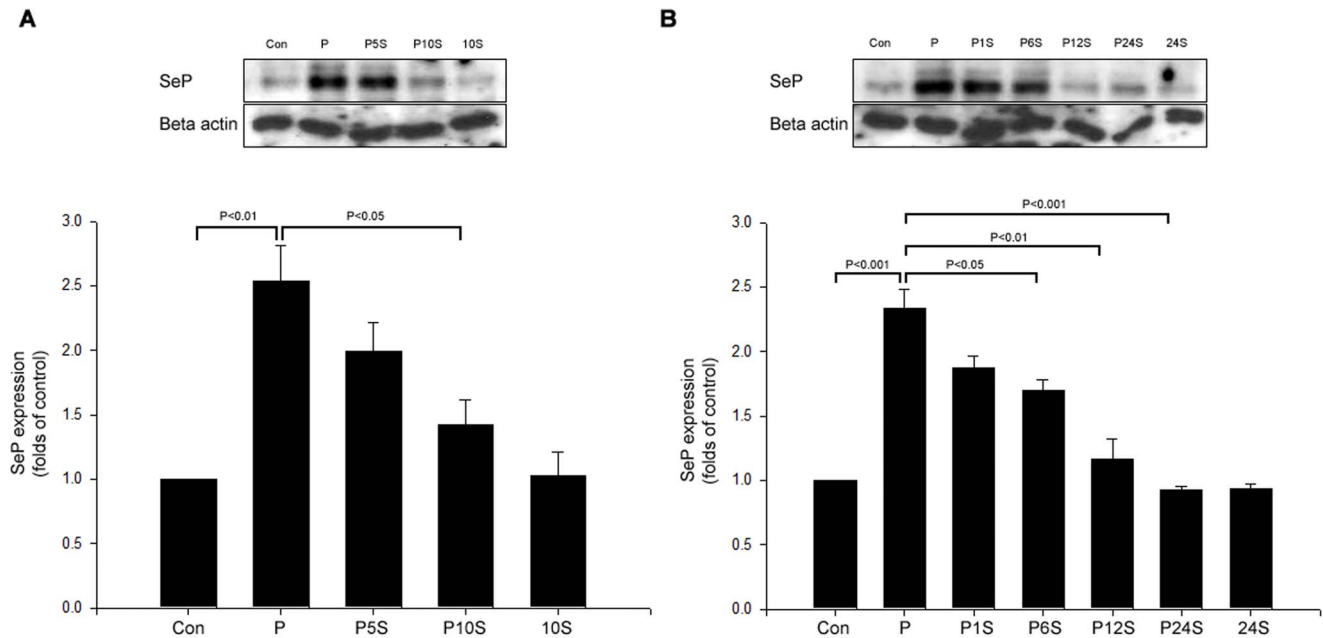 A
Con P P5S P10S 10S
SeP
Beta actin
P<0.01 P<0.05
3.0
2.5
2.0
1.5
1.0
0.5
0.0
SeP expression
(folds of control)
Con P P5S P10S 10S
B
Con P P1S P6S P12S P24S 24S
SeP
Beta actin
P<0.001
P<0.01
P<0.001 P<0.05
3.0
2.5
2.0
1.5
1.0
0.5
0.0
SeP expression
(folds of control)
Con P P1S P6S P12S P24S 24S